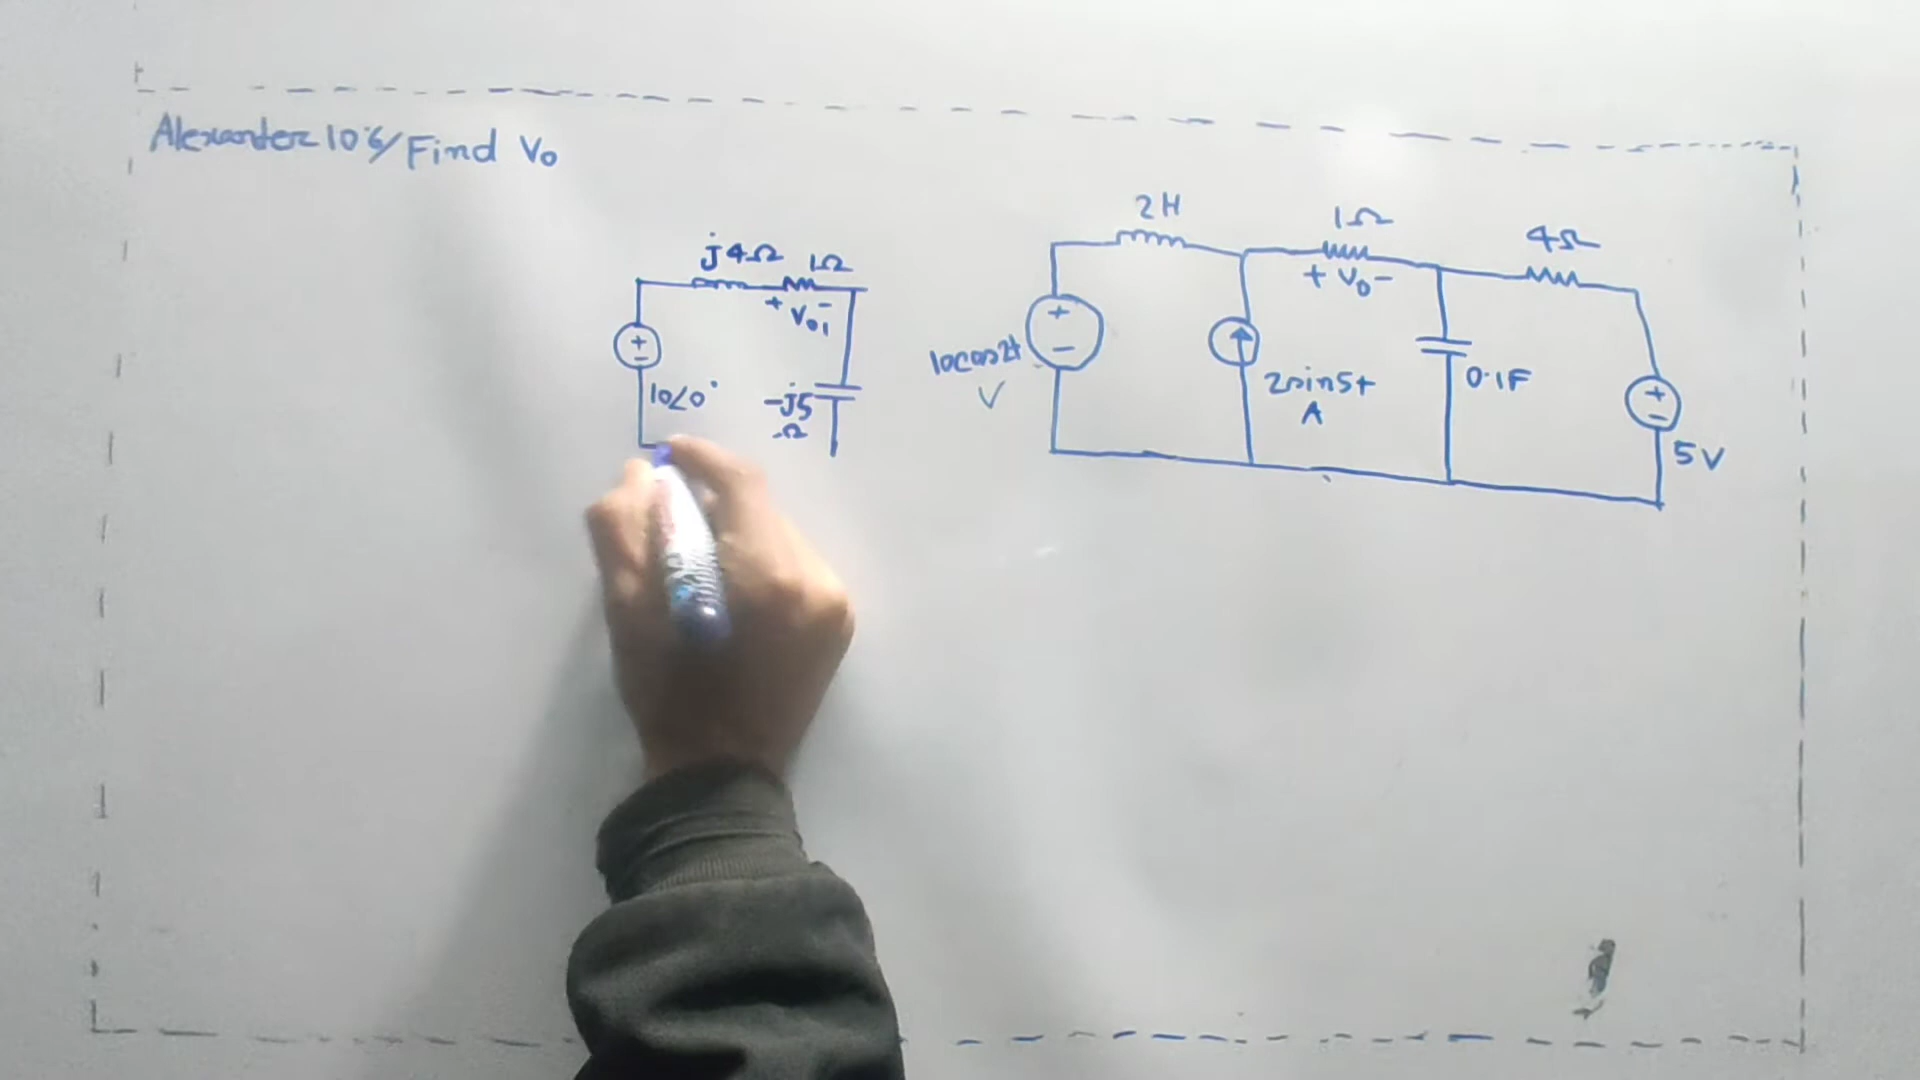 Alexander 10.6/Find Vo
j4Ω 1Ω
+ Vo1 -
+
-
10∠0°
-j5
Ω
2H
1Ω
4Ω
+ Vo -
+
-
10cos2t
V
2sin5t
A
0.1F
+
-
5V